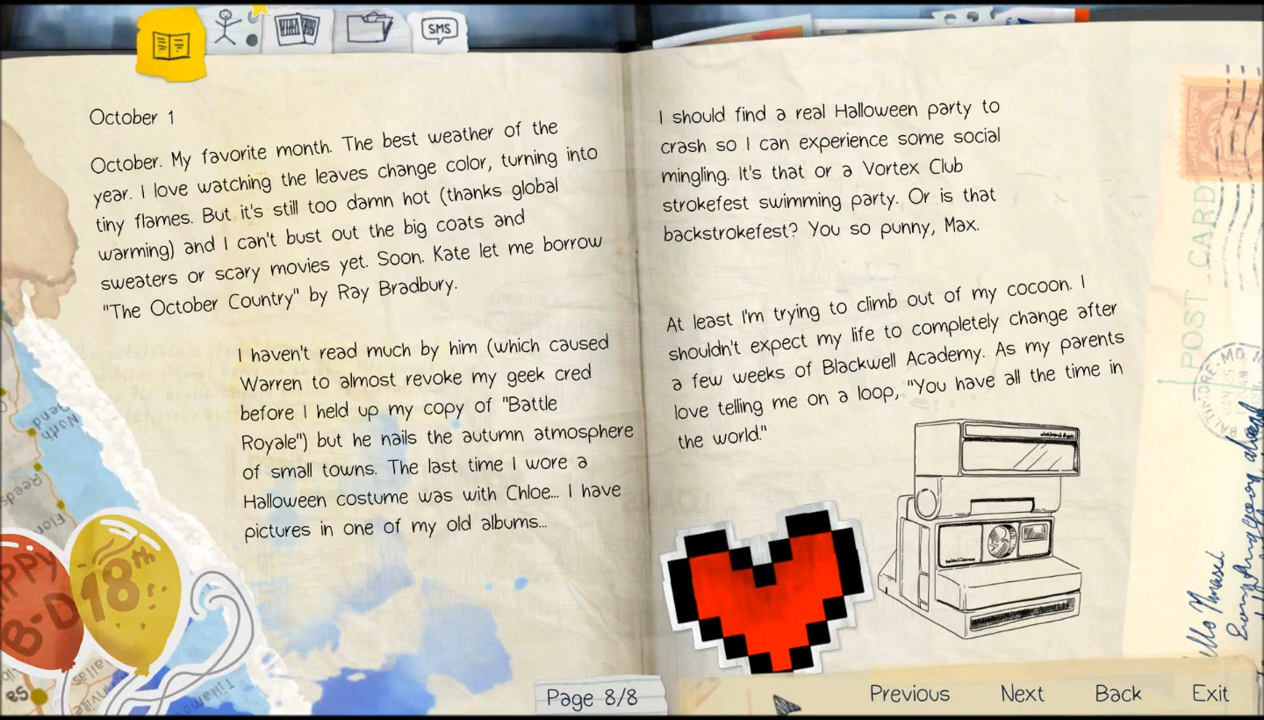 SMS
October 1
October. My favorite month. The best weather of the
year. I love watching the leaves change color, turning into
tiny flames. But it's still too damn hot (thanks global
warming) and I can't bust out the big coats and
sweaters or scary movies yet. Soon. Kate let me borrow
"The October Country" by Ray Bradbury.
I haven't read much by him (which caused
Warren to almost revoke my geek cred
before I held up my copy of "Battle
Royale") but he nails the autumn atmosphere
of small towns. The last time I wore a
Halloween costume was with Chloe... I have
pictures in one of my old albums...
I should find a real Halloween party to
crash so I can experience some social
mingling. It's that or a Vortex Club
strokefest swimming party. Or is that
backstrokefest? You so punny, Max.
At least I'm trying to climb out of my cocoon. I
shouldn't expect my life to completely change after
a few weeks of Blackwell Academy. As my parents
love telling me on a loop, "You have all the time in
the world."
POST CARD
PPY
B-D
18th
North
Bend
Page 8/8
Previous
Next
Back
Exit